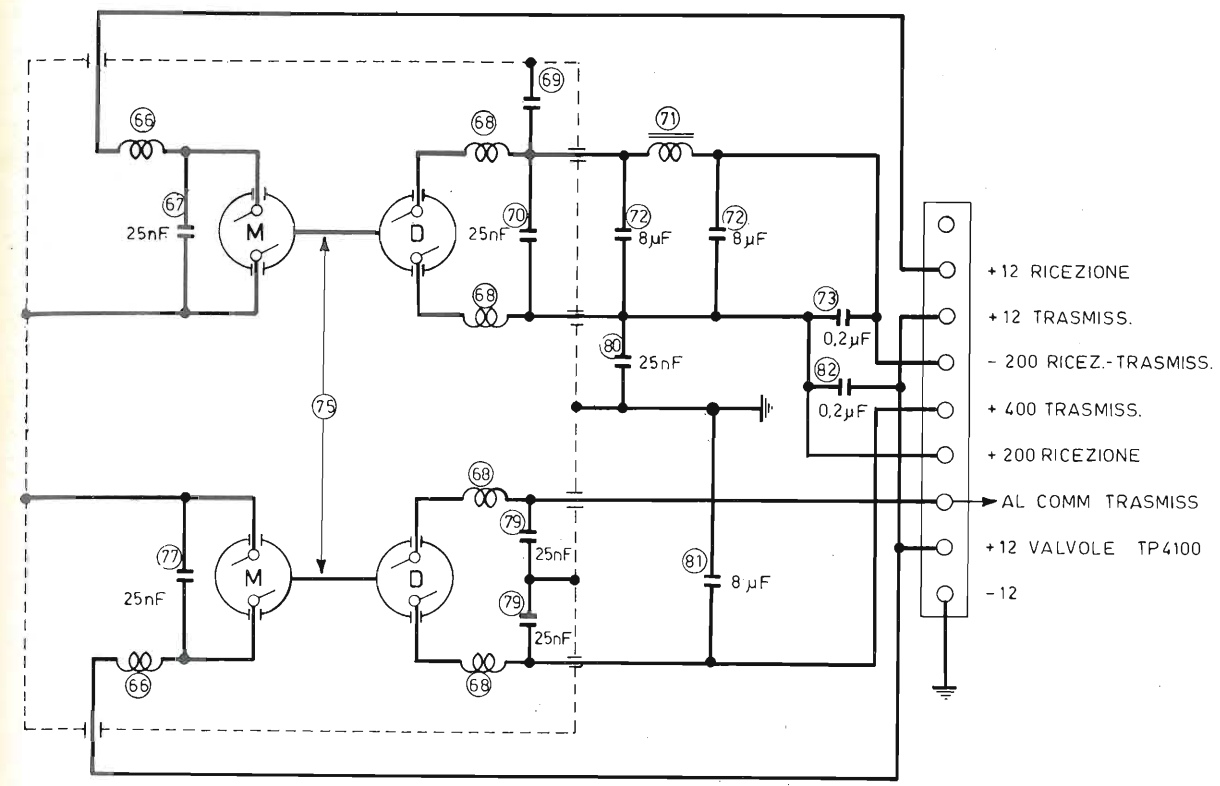 69
66
68
71
67
25nF
M
D
25nF
70
72
8µF
72
8µF
68
+12 RICEZIONE
73
0,2µF
+12 TRASMISS.
80
25nF
- 200 RICEZ.-TRASMISS.
82
0,2µF
75
+ 400 TRASMISS.
+ 200 RICEZIONE
68
79
25nF
AL COMM TRASMISS
77
25nF
M
D
81
8µF
+12 VALVOLE TP4100
79
25nF
-12
66
68